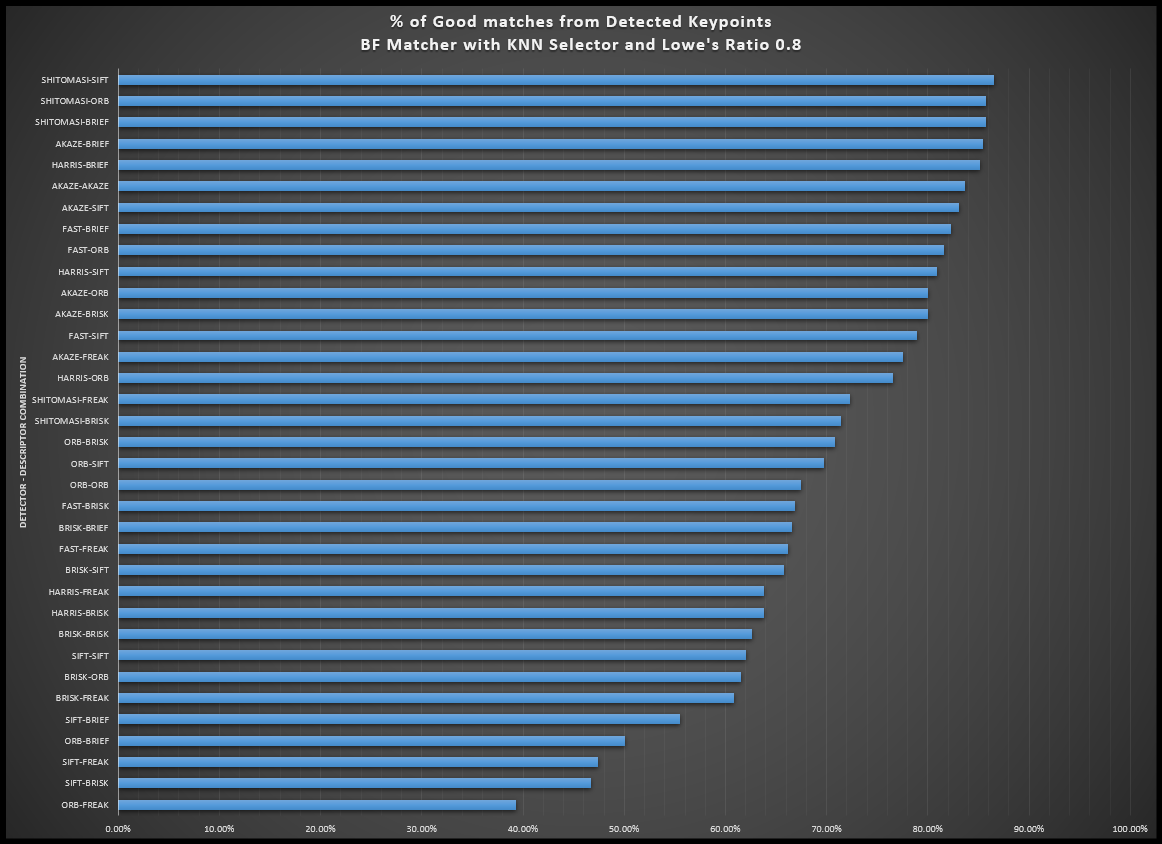 % of Good matches from Detected Keypoints
BF Matcher with KNN Selector and Lowe's Ratio 0.8
DETECTOR - DESCRIPTOR COMBINATION
SHITOMASI-SIFT
SHITOMASI-ORB
SHITOMASI-BRIEF
AKAZE-BRIEF
HARRIS-BRIEF
AKAZE-AKAZE
AKAZE-SIFT
FAST-BRIEF
FAST-ORB
HARRIS-SIFT
AKAZE-ORB
AKAZE-BRISK
FAST-SIFT
AKAZE-FREAK
HARRIS-ORB
SHITOMASI-FREAK
SHITOMASI-BRISK
ORB-BRISK
ORB-SIFT
ORB-ORB
FAST-BRISK
BRISK-BRIEF
FAST-FREAK
BRISK-SIFT
HARRIS-FREAK
HARRIS-BRISK
BRISK-BRISK
SIFT-SIFT
BRISK-ORB
BRISK-FREAK
SIFT-BRIEF
ORB-BRIEF
SIFT-FREAK
SIFT-BRISK
ORB-FREAK
0.00% 10.00% 20.00% 30.00% 40.00% 50.00% 60.00% 70.00% 80.00% 90.00% 100.00%